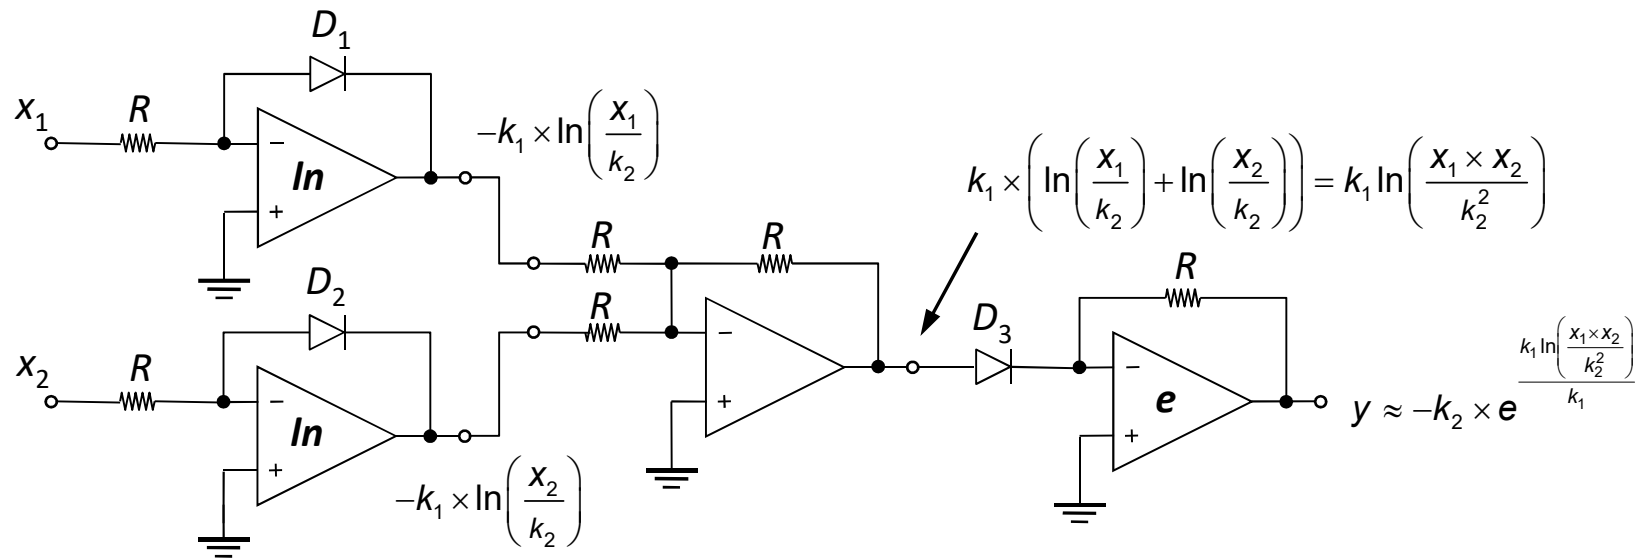 D₁
x₁
R
−
ln
+
−k₁ × ln(x₁/k₂)
k₁ × (ln(x₁/k₂) + ln(x₂/k₂)) = k₁ ln((x₁ × x₂)/k₂²)
R
R
R
D₂
R
D₃
x₂
R
−
ln
+
−
+
−
e
+
y ≈ −k₂ × e^((k₁ ln((x₁×x₂)/k₂²))/k₁)
−k₁ × ln(x₂/k₂)